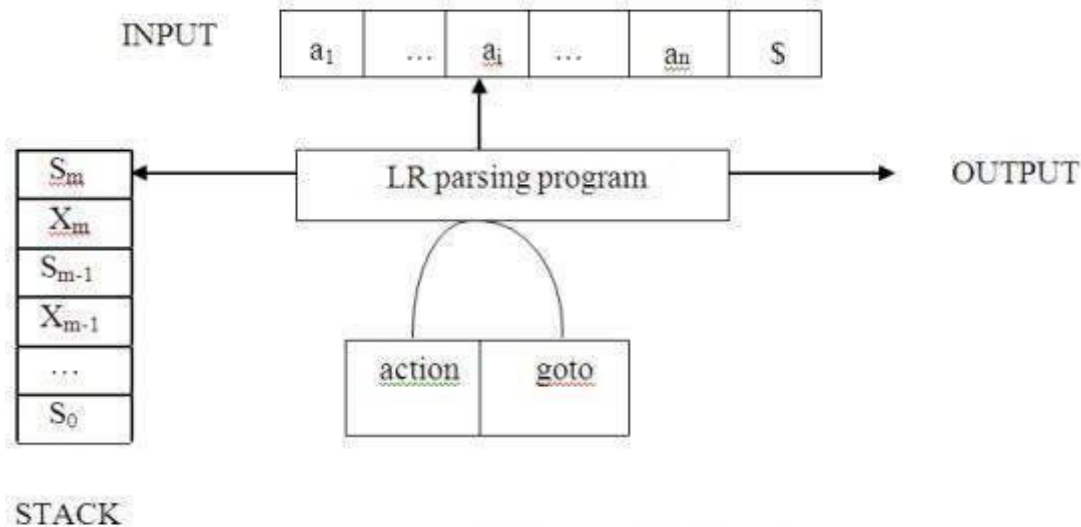 INPUT
a₁ ... aᵢ ... aₙ $
Sₘ
LR parsing program
OUTPUT
Xₘ
Sₘ₋₁
Xₘ₋₁
...
S₀
action goto
STACK